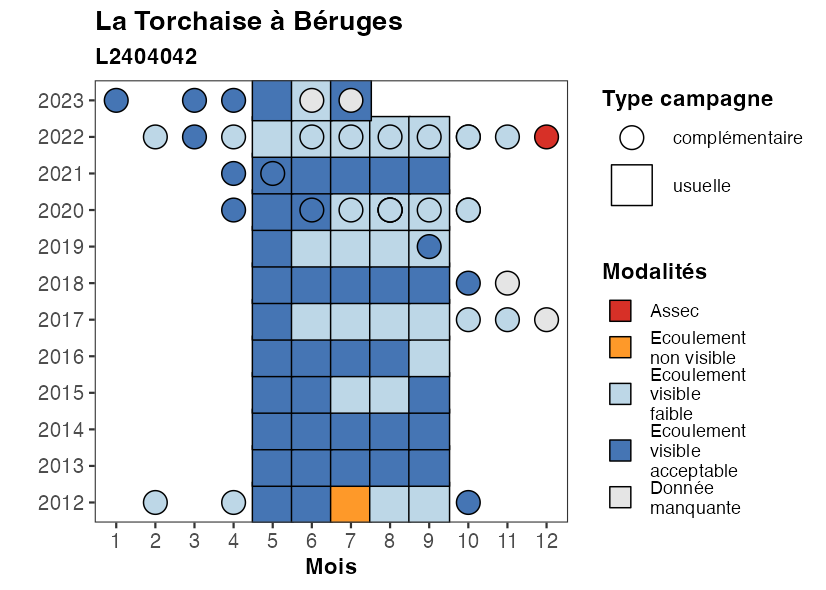 La Torchaise à Béruges
L2404042
2023
2022
2021
2020
2019
2018
2017
2016
2015
2014
2013
2012
1 2 3 4 5 6 7 8 9 10 11 12
Mois
Type campagne
complémentaire
usuelle
Modalités
Assec
Ecoulement
non visible
Ecoulement
visible
faible
Ecoulement
visible
acceptable
Donnée
manquante